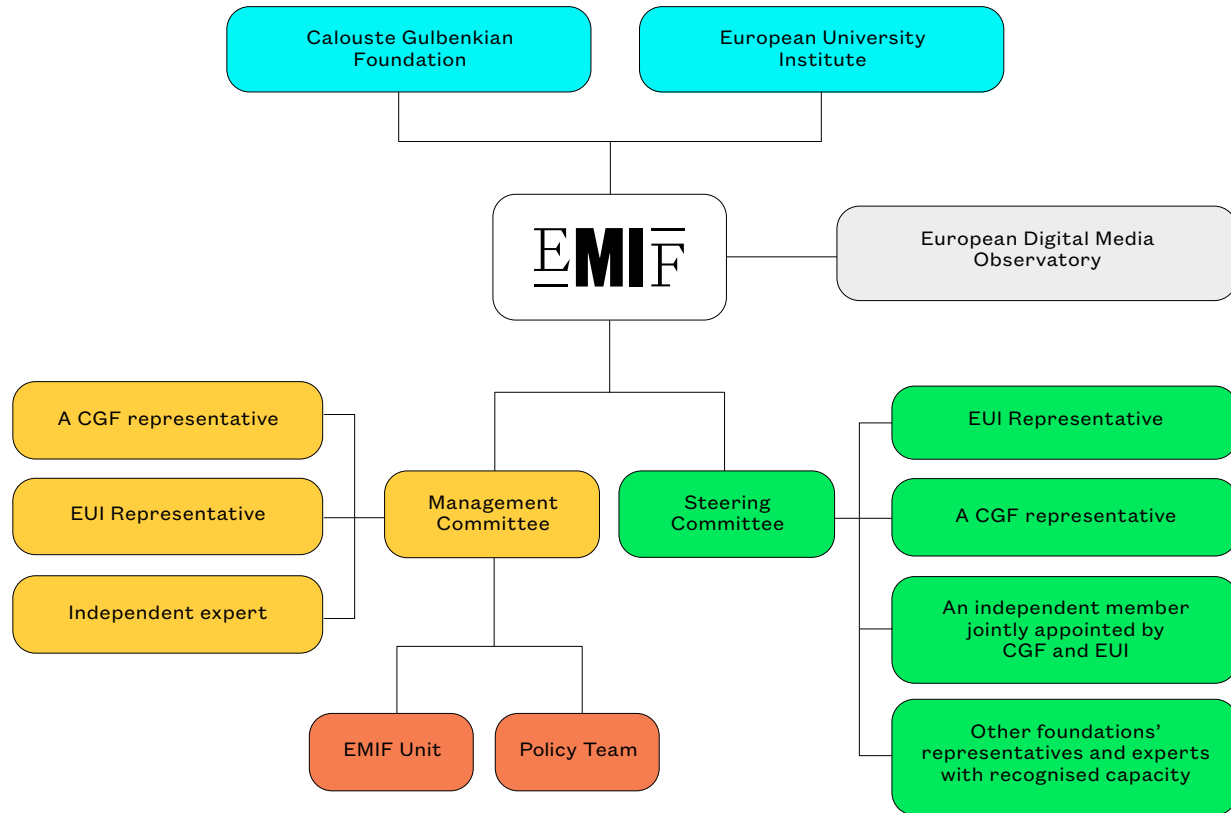 Calouste Gulbenkian
Foundation
European University
Institute
EMIF
European Digital Media
Observatory
A CGF representative
EUI Representative
Independent expert
Management
Committee
Steering
Committee
EUI Representative
A CGF representative
An independent member
jointly appointed by
CGF and EUI
Other foundations’
representatives and experts
with recognised capacity
EMIF Unit
Policy Team